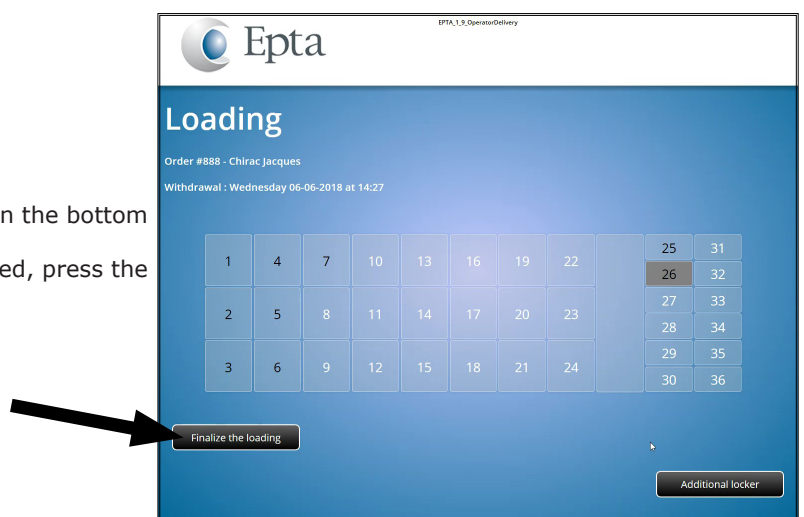 EPTA_1_9_OperatorDelivery
Epta
Loading
Order #888 - Chirac Jacques
Withdrawal : Wednesday 06-06-2018 at 14:27
n the bottom
ed, press the
1 4 7 10 13 16 19 22
2 5 8 11 14 17 20 23
3 6 9 12 15 18 21 24
25 31
26 32
27 33
28 34
29 35
30 36
Finalize the loading
Additional locker